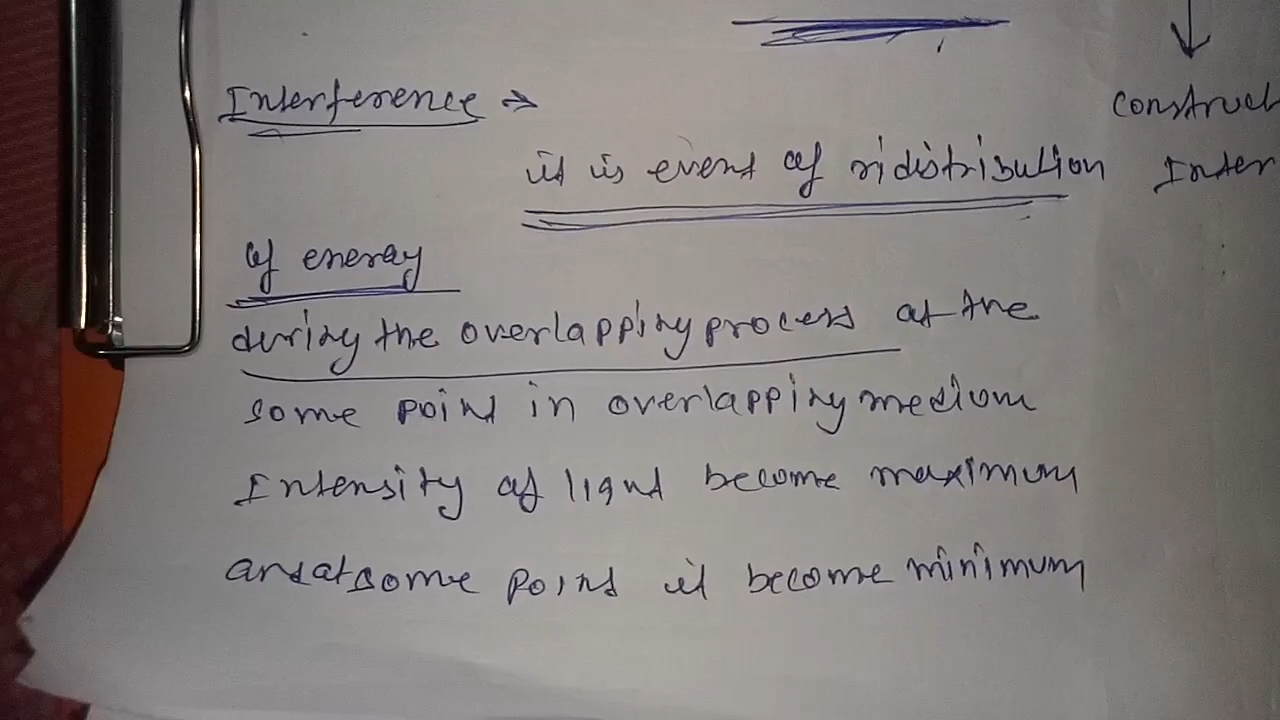 Interference →
construct
it is event of ridistribution
Inter
of energy
during the overlapping process at the
some point in overlapping medium
Intensity of light become maximum
and at some point it become minimum